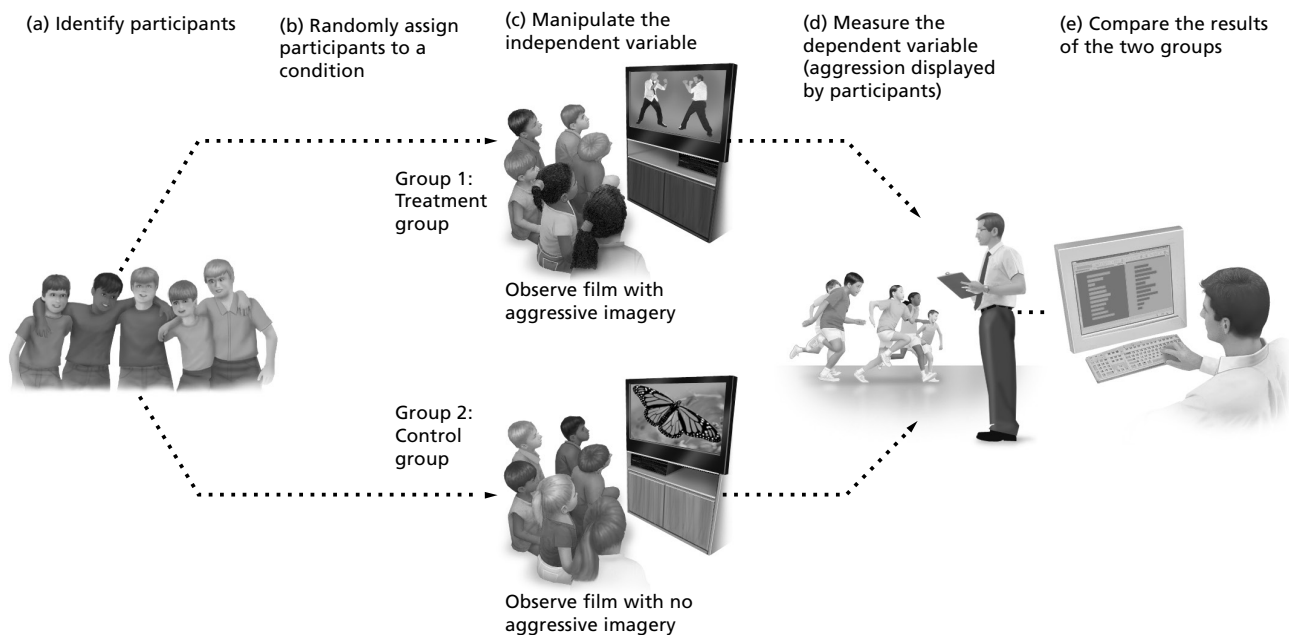 (a) Identify participants
(b) Randomly assign
participants to a
condition
(c) Manipulate the
independent variable
(d) Measure the
dependent variable
(aggression displayed
by participants)
(e) Compare the results
of the two groups
Group 1:
Treatment
group
Observe film with
aggressive imagery
Group 2:
Control
group
Observe film with no
aggressive imagery